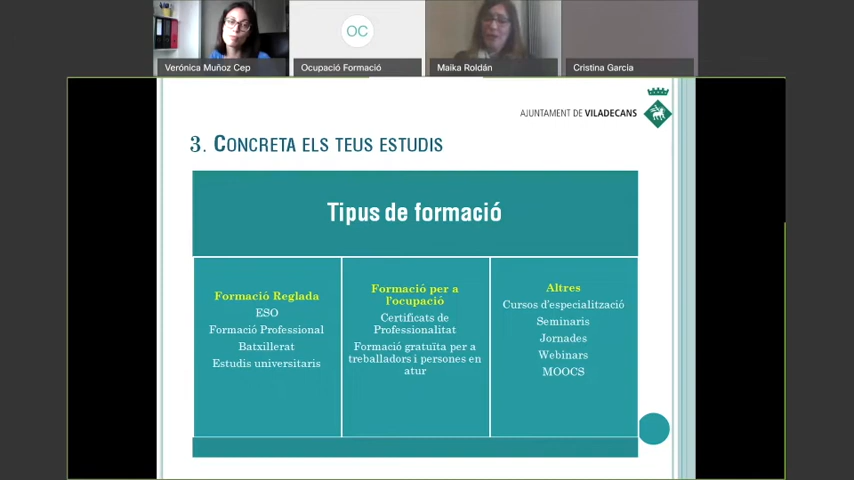 OC
Verónica Muñoz Cep
Ocupació Formació
Maika Roldán
Cristina Garcia
AJUNTAMENT DE VILADECANS
3. CONCRETA ELS TEUS ESTUDIS
Tipus de formació
Formació Reglada
ESO
Formació Professional
Batxillerat
Estudis universitaris
Formació per a
l'ocupació
Certificats de
Professionalitat
Formació gratuïta per a
treballadors i persones en
atur
Altres
Cursos d'especialització
Seminaris
Jornades
Webinars
MOOCS